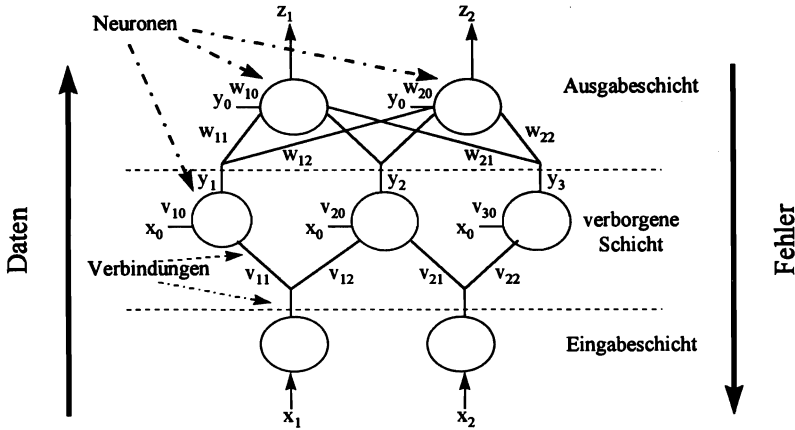 z1 z2
Neuronen
Ausgabeschicht
w10 w20
y0 y0
w11 w12 w21 w22
y1 y2 y3
v10 v20 v30
x0 x0 x0
verborgene
Schicht
Daten
Fehler
Verbindungen
v11 v12 v21 v22
Eingabeschicht
x1 x2